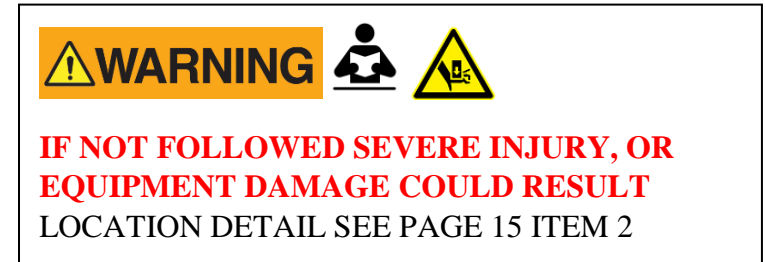 WARNING
IF NOT FOLLOWED SEVERE INJURY, OR
EQUIPMENT DAMAGE COULD RESULT
LOCATION DETAIL SEE PAGE 15 ITEM 2